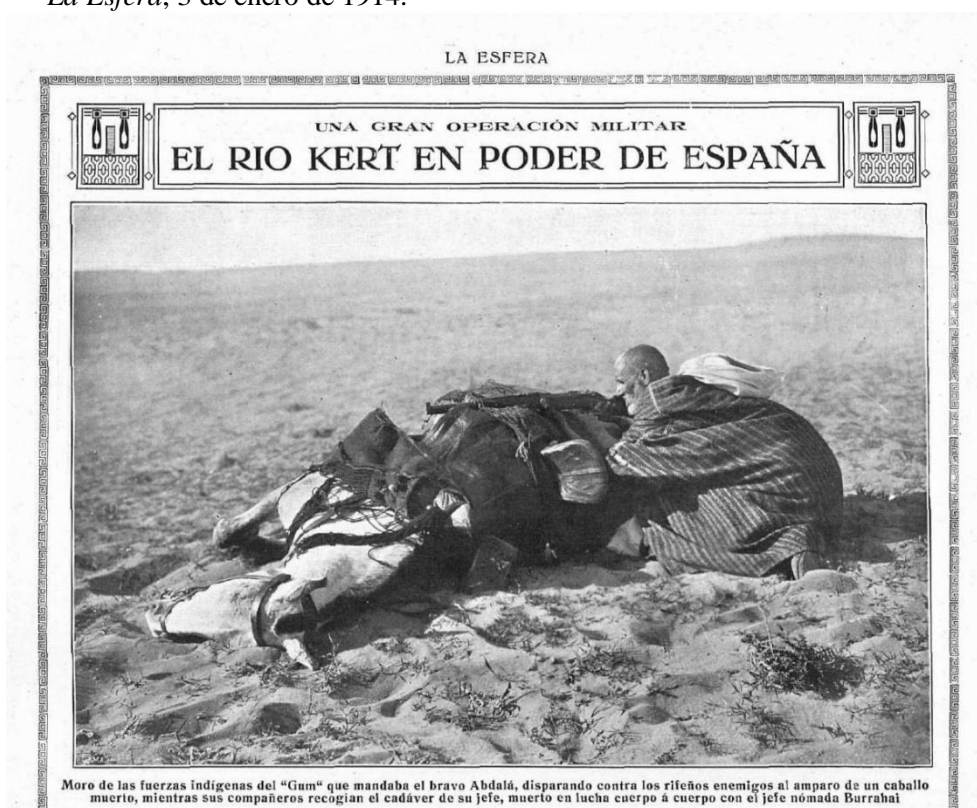 La Esfera, 3 de enero de 1914.
LA ESFERA
UNA GRAN OPERACIÓN MILITAR
EL RIO KERT EN PODER DE ESPAÑA
Moro de las fuerzas indígenas del “Gum“ que mandaba el bravo Abdalá, disparando contra los rifeños enemigos al amparo de un caballo
muerto, mientras sus compañeros recogian el cadáver de su jefe, muerto en lucha cuerpo á cuerpo con el jefe nómada Burrahai